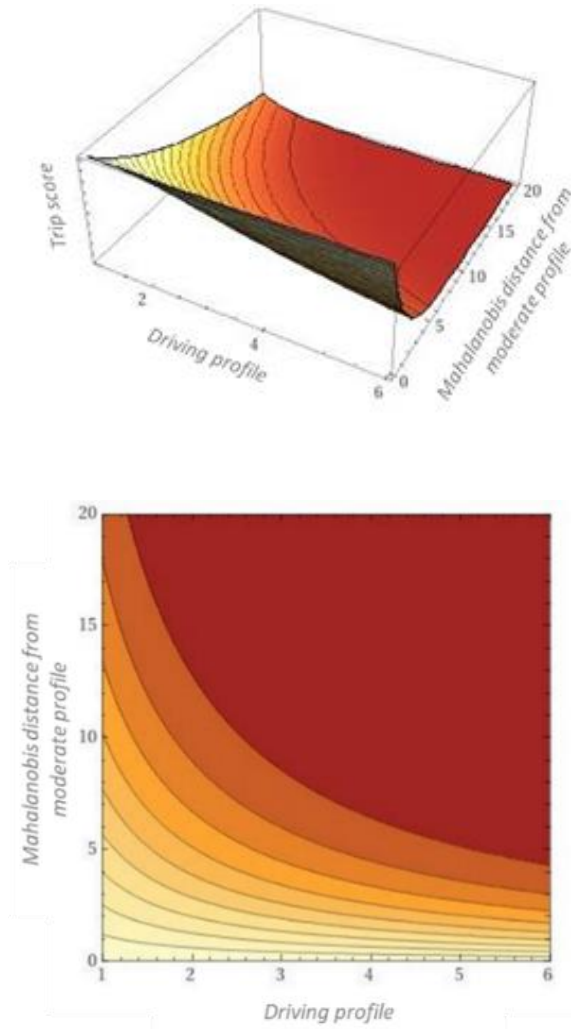 Trip score
2
4
6
Driving profile
0
5
10
15
20
Mahalanobis distance from
moderate profile
20
15
10
5
0
Mahalanobis distance from
moderate profile
1 2 3 4 5 6
Driving profile